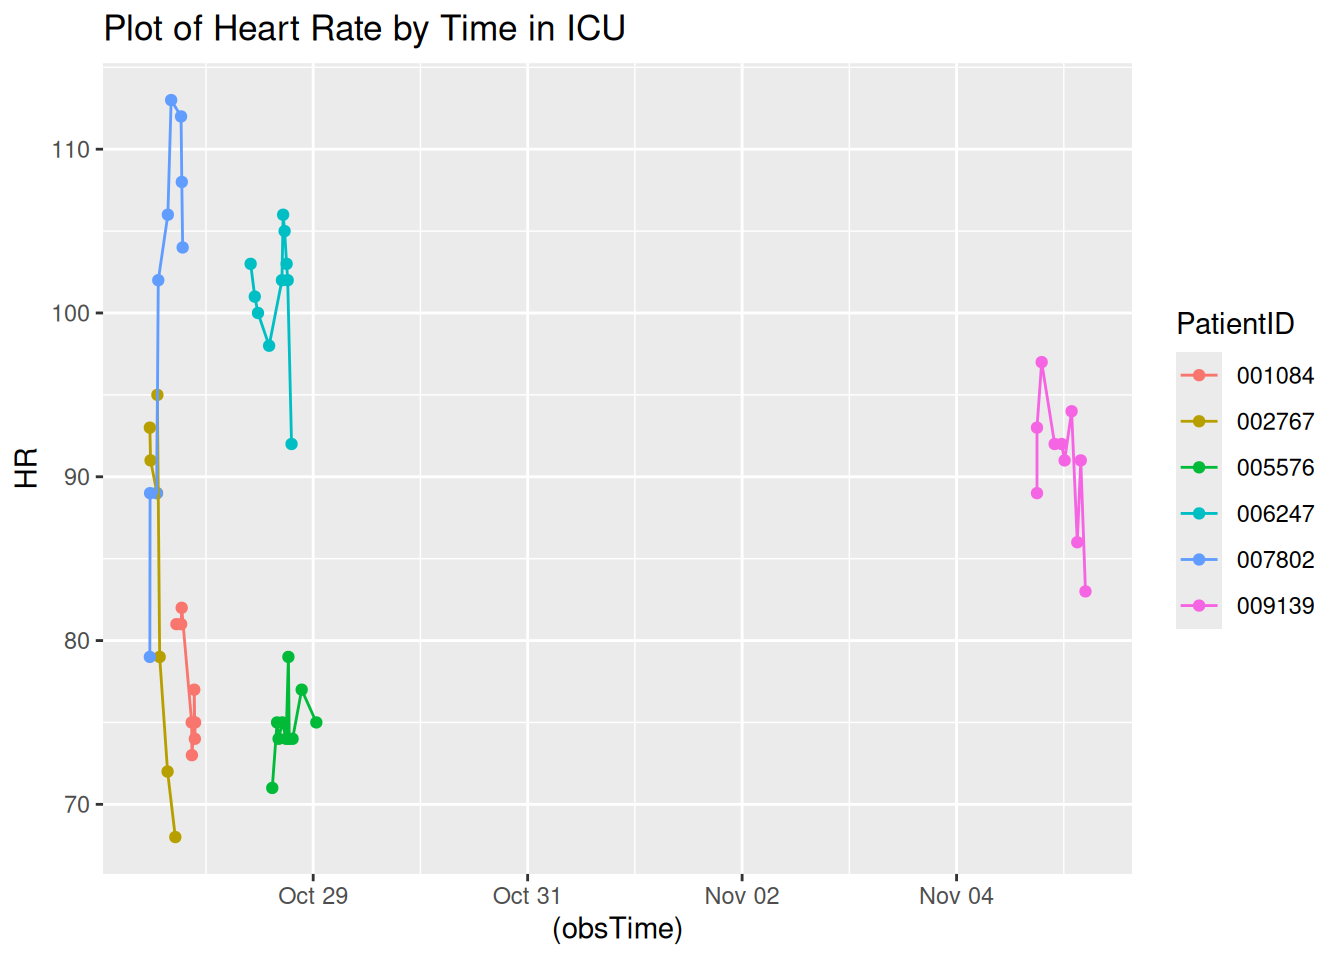 Plot of Heart Rate by Time in ICU
110
100
90
80
70
HR
Oct 29
Oct 31
Nov 02
Nov 04
(obsTime)
PatientID
001084
002767
005576
006247
007802
009139